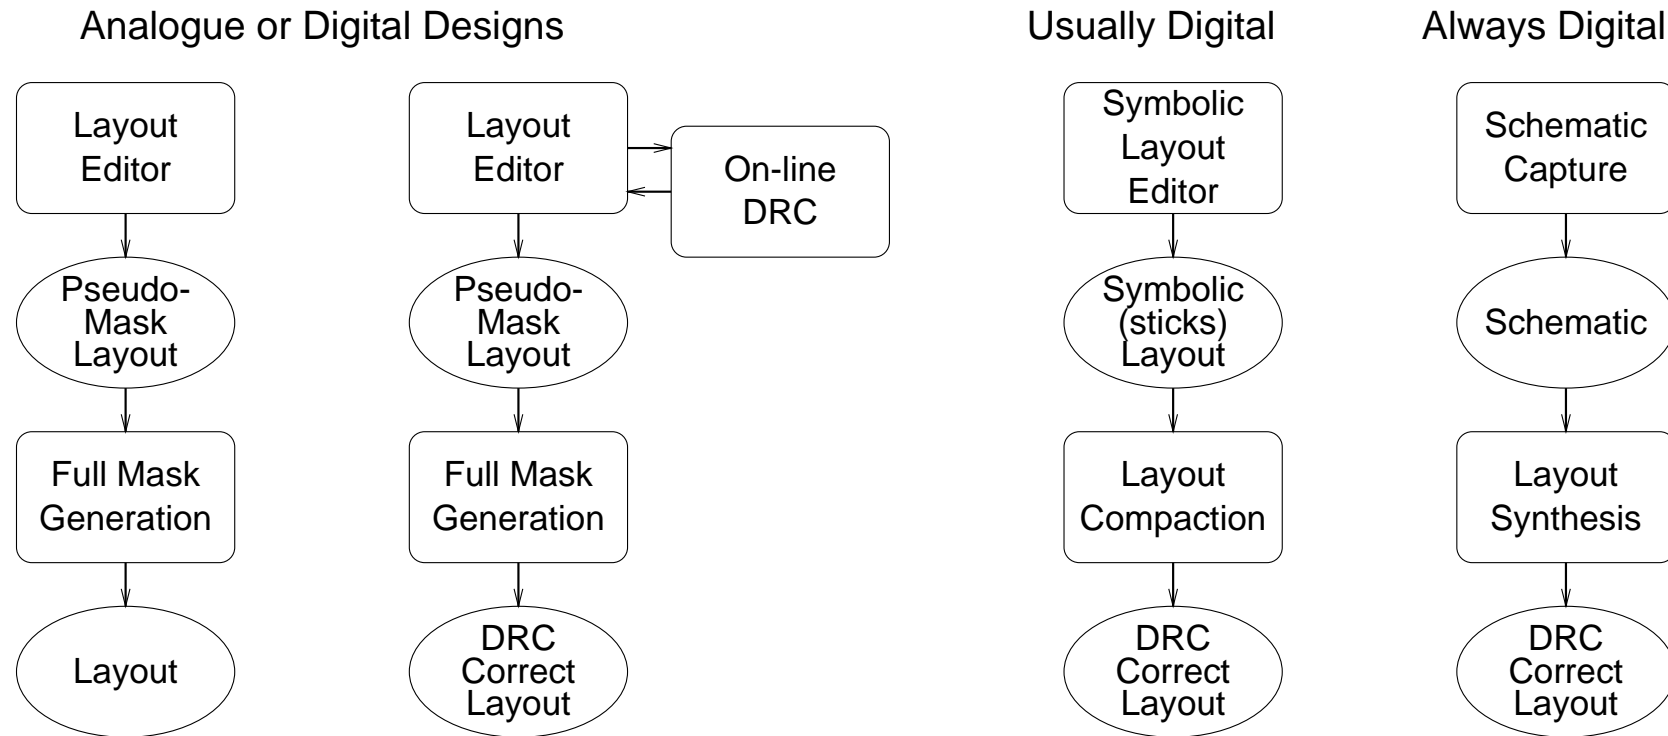 Analogue or Digital Designs
Usually Digital
Always Digital
Layout
Editor
Pseudo-
Mask
Layout
Full Mask
Generation
Layout
Layout
Editor
On-line
DRC
Pseudo-
Mask
Layout
Full Mask
Generation
DRC
Correct
Layout
Symbolic
Layout
Editor
Symbolic
(sticks)
Layout
Layout
Compaction
DRC
Correct
Layout
Schematic
Capture
Schematic
Layout
Synthesis
DRC
Correct
Layout